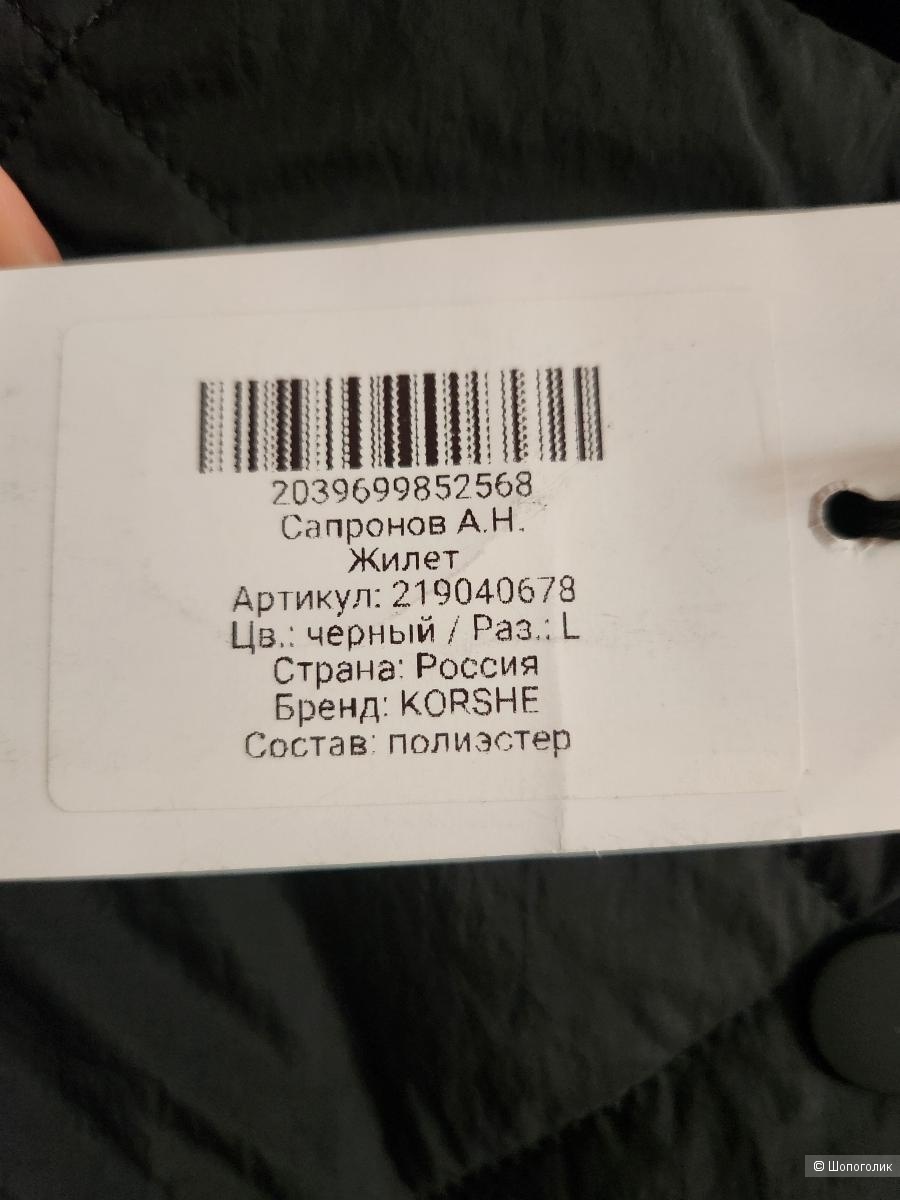 2039699852568
Сапронов А.Н.
Жилет
Артикул: 219040678
Цв.: черный / Раз.: L
Страна: Россия
Бренд: KORSHE
Состав: полиэстер
© Шопоголик